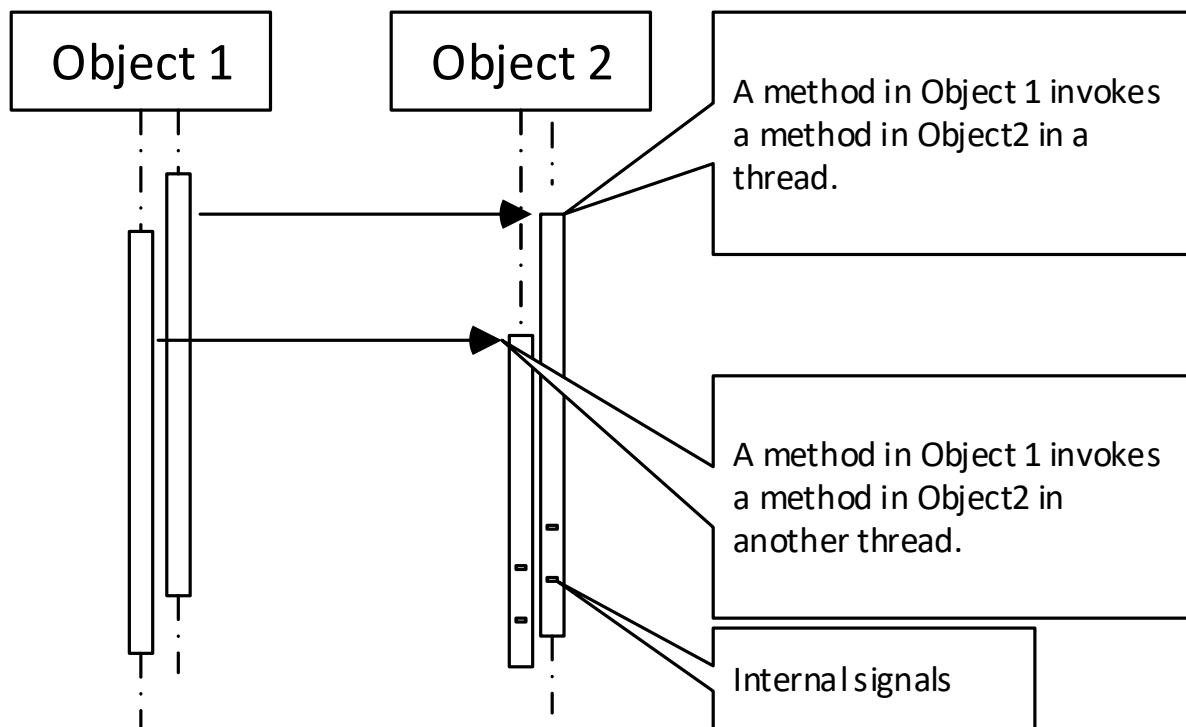 Object 1
Object 2
A method in Object 1 invokes
a method in Object2 in a
thread.
A method in Object 1 invokes
a method in Object2 in
another thread.
Internal signals